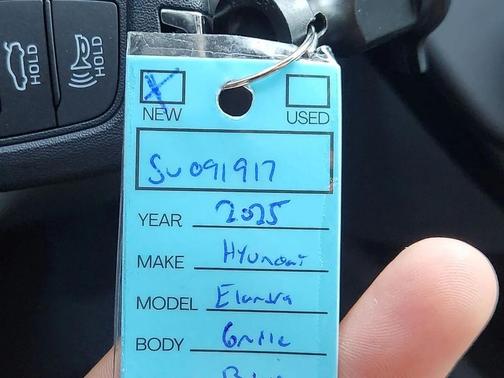 HOLD HOLD
NEW USED
SU091917
YEAR 2025
MAKE Hyundai
MODEL Elantra
BODY